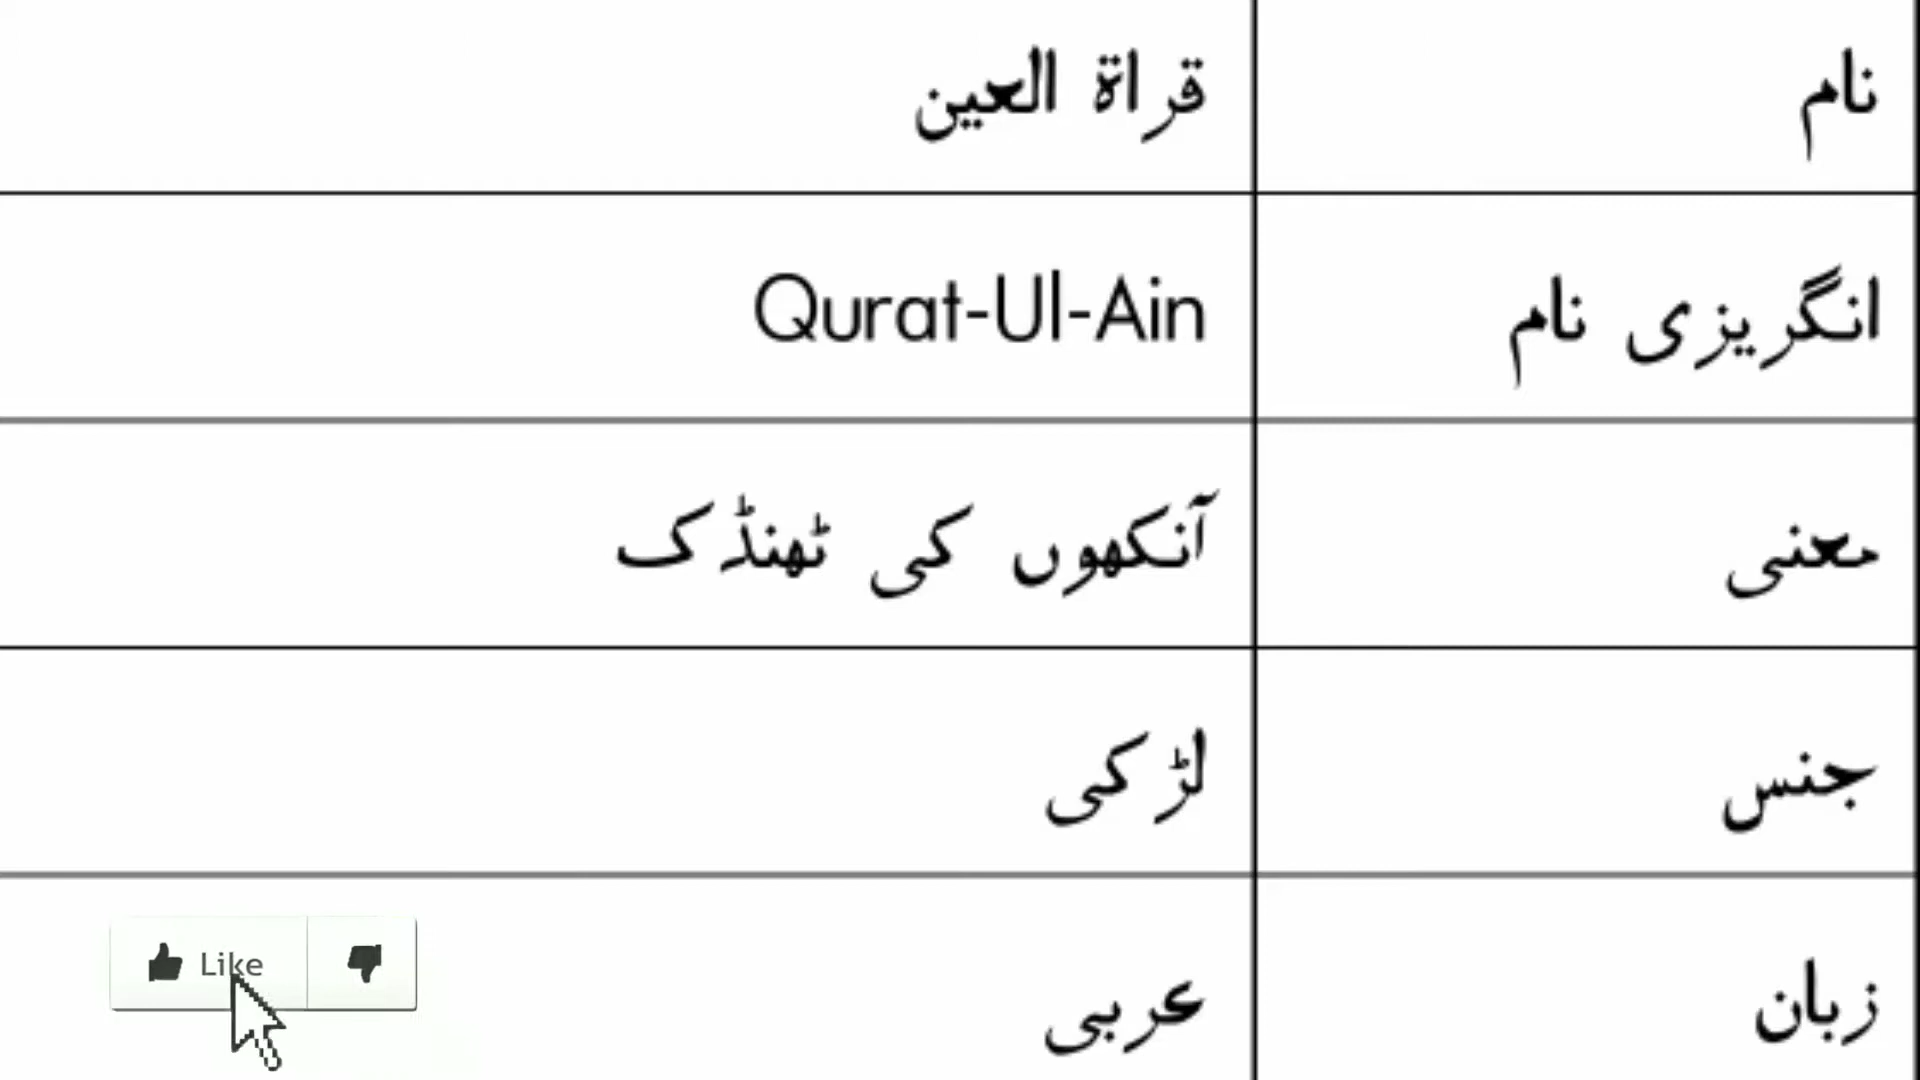 نام قراۃ العین
انگریزی نام Qurat-Ul-Ain
معنی آنکھوں کی ٹھنڈک
جنس لڑکی
زبان عربی
Like